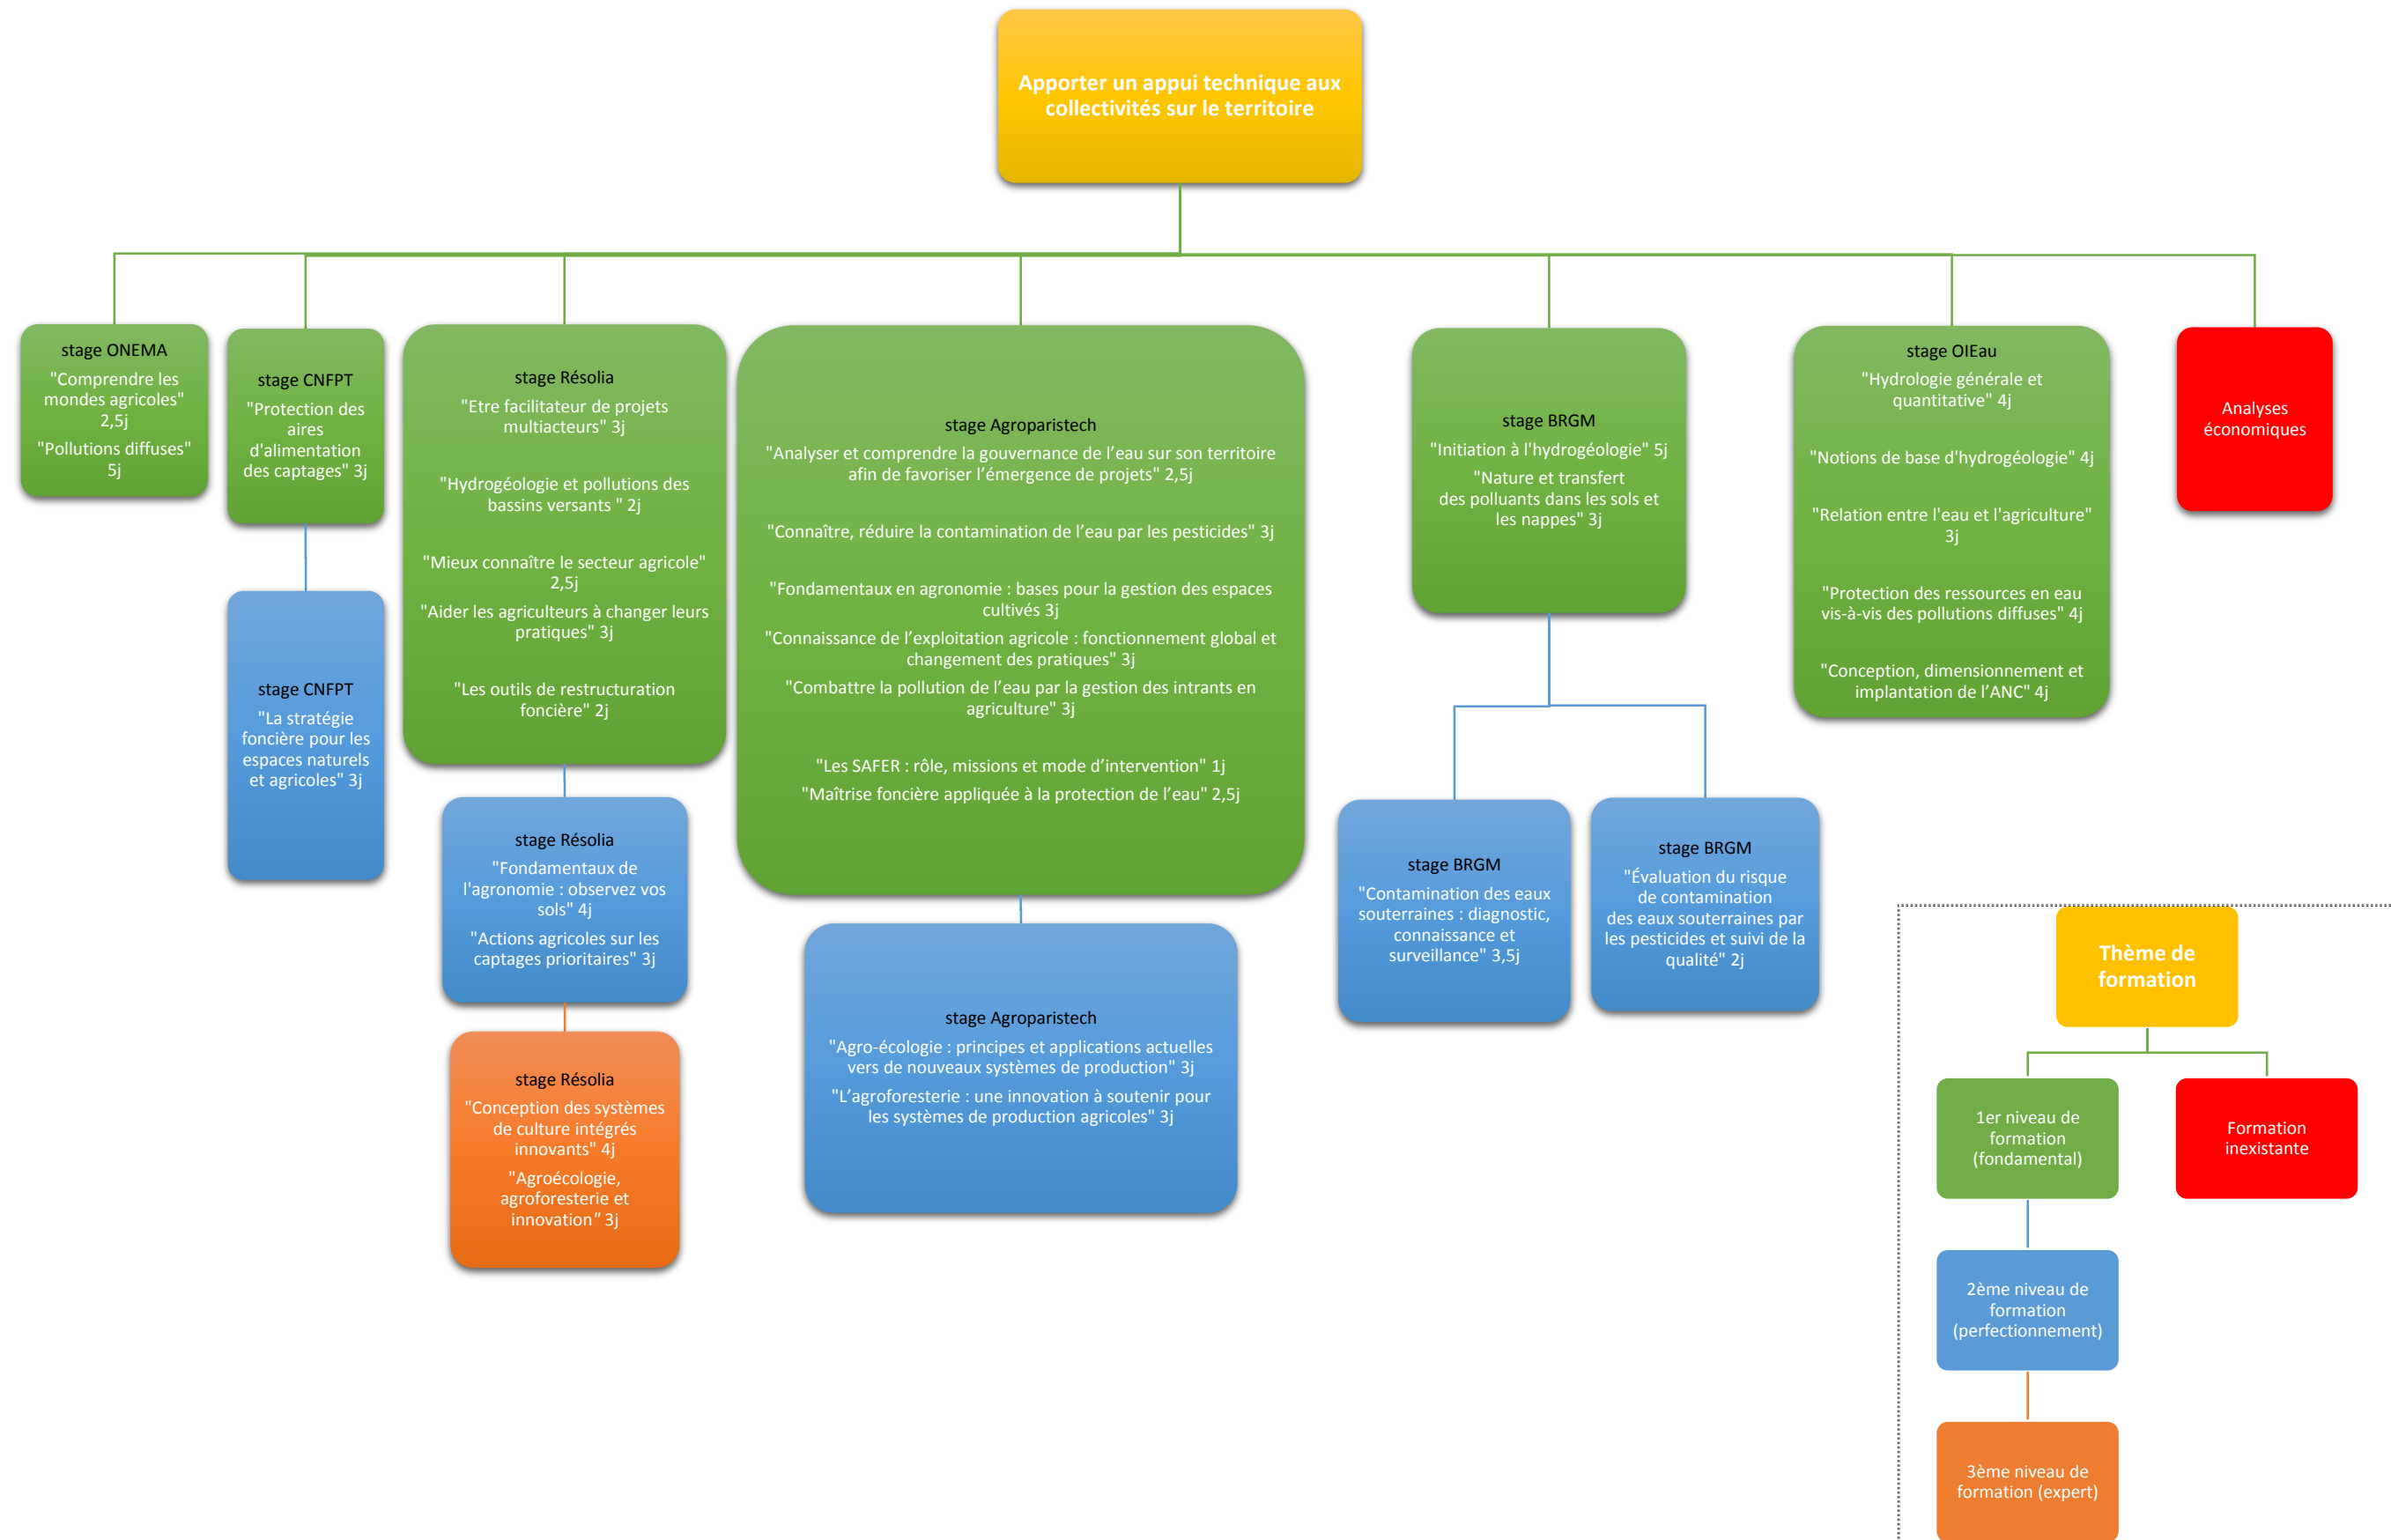 Apporter un appui technique aux
collectivités sur le territoire
stage ONEMA
"Comprendre les
mondes agricoles"
2,5j
"Pollutions diffuses"
5j
stage CNFPT
"Protection des
aires
d'alimentation
des captages" 3j
stage Résolia
"Etre facilitateur de projets
multiacteurs" 3j
"Hydrogéologie et pollutions des
bassins versants " 2j
"Mieux connaître le secteur agricole"
2,5j
"Aider les agriculteurs à changer leurs
pratiques" 3j
"Les outils de restructuration
foncière" 2j
stage Agroparistech
"Analyser et comprendre la gouvernance de l’eau sur son territoire
afin de favoriser l’émergence de projets" 2,5j
"Connaître, réduire la contamination de l’eau par les pesticides" 3j
"Fondamentaux en agronomie : bases pour la gestion des espaces
cultivés 3j
"Connaissance de l’exploitation agricole : fonctionnement global et
changement des pratiques" 3j
"Combattre la pollution de l’eau par la gestion des intrants en
agriculture" 3j
"Les SAFER : rôle, missions et mode d’intervention" 1j
"Maîtrise foncière appliquée à la protection de l’eau" 2,5j
stage BRGM
"Initiation à l'hydrogéologie" 5j
"Nature et transfert
des polluants dans les sols et
les nappes" 3j
stage OIEau
"Hydrologie générale et
quantitative" 4j
"Notions de base d'hydrogéologie" 4j
"Relation entre l'eau et l'agriculture"
3j
"Protection des ressources en eau
vis-à-vis des pollutions diffuses" 4j
"Conception, dimensionnement et
implantation de l’ANC" 4j
Analyses
économiques
stage CNFPT
"La stratégie
foncière pour les
espaces naturels
et agricoles" 3j
stage Résolia
"Fondamentaux de
l'agronomie : observez vos
sols" 4j
"Actions agricoles sur les
captages prioritaires" 3j
stage Résolia
"Conception des systèmes
de culture intégrés
innovants" 4j
"Agroécologie,
agroforesterie et
innovation" 3j
stage Agroparistech
"Agro-écologie : principes et applications actuelles
vers de nouveaux systèmes de production" 3j
"L’agroforesterie : une innovation à soutenir pour
les systèmes de production agricoles" 3j
stage BRGM
"Contamination des eaux
souterraines : diagnostic,
connaissance et
surveillance" 3,5j
stage BRGM
"Évaluation du risque
de contamination
des eaux souterraines par
les pesticides et suivi de la
qualité" 2j
Thème de
formation
1er niveau de
formation
(fondamental)
Formation
inexistante
2ème niveau de
formation
(perfectionnement)
3ème niveau de
formation (expert)